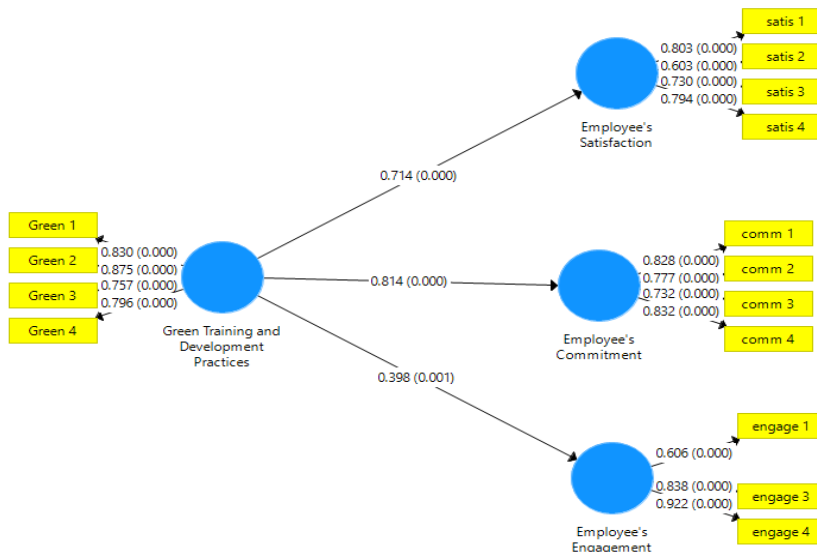 Green 1
Green 2
Green 3
Green 4
0.830 (0.000)
0.875 (0.000)
0.757 (0.000)
0.796 (0.000)
Green Training and
Development
Practices
0.714 (0.000)
0.814 (0.000)
0.398 (0.001)
0.803 (0.000)
0.603 (0.000)
0.730 (0.000)
0.794 (0.000)
satis 1
satis 2
satis 3
satis 4
Employee's
Satisfaction
0.828 (0.000)
0.777 (0.000)
0.732 (0.000)
0.832 (0.000)
comm 1
comm 2
comm 3
comm 4
Employee's
Commitment
0.606 (0.000)
0.838 (0.000)
0.922 (0.000)
engage 1
engage 3
engage 4
Employee's
Engagement